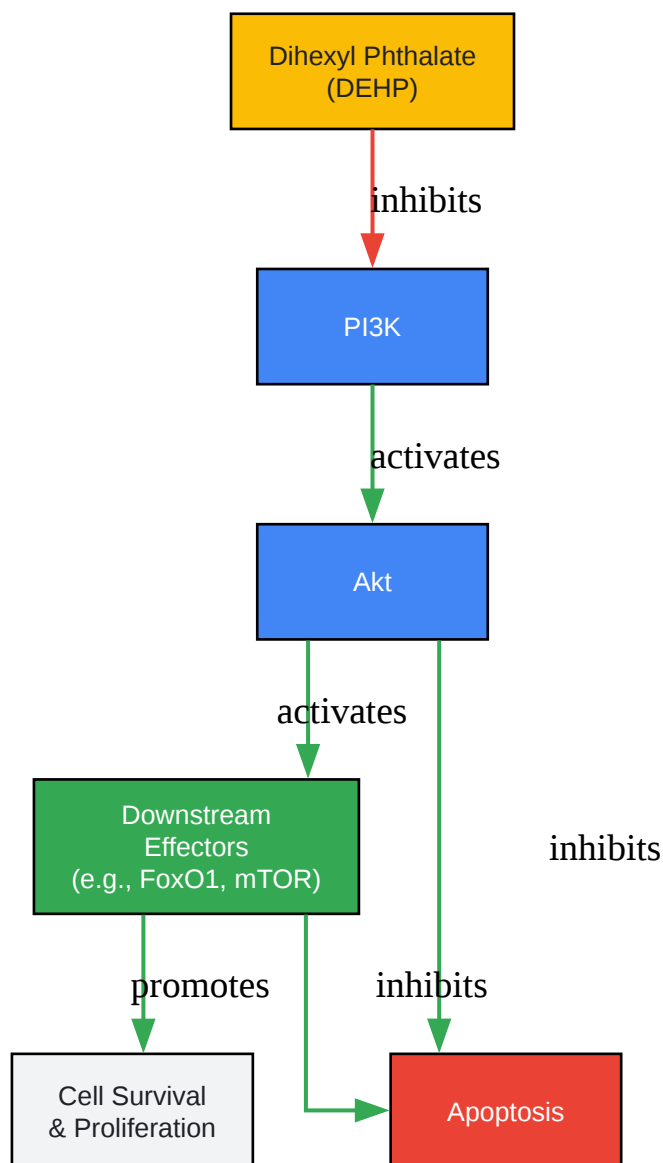 Dihexyl Phthalate
(DEHP)
inhibits
PI3K
activates
Akt
activates
Downstream
Effectors
(e.g., FoxO1, mTOR)
inhibits
promotes
inhibits
Cell Survival
& Proliferation
Apoptosis